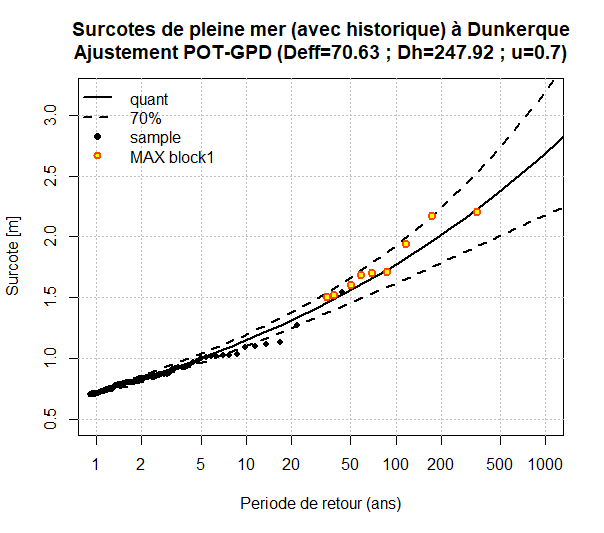 Surcotes de pleine mer (avec historique) à Dunkerque
Ajustement POT-GPD (Deff=70.63 ; Dh=247.92 ; u=0.7)
quant
70%
sample
MAX block1
Surcote [m]
3.0
2.5
2.0
1.5
1.0
0.5
1 2 5 10 20 50 100 200 500 1000
Periode de retour (ans)